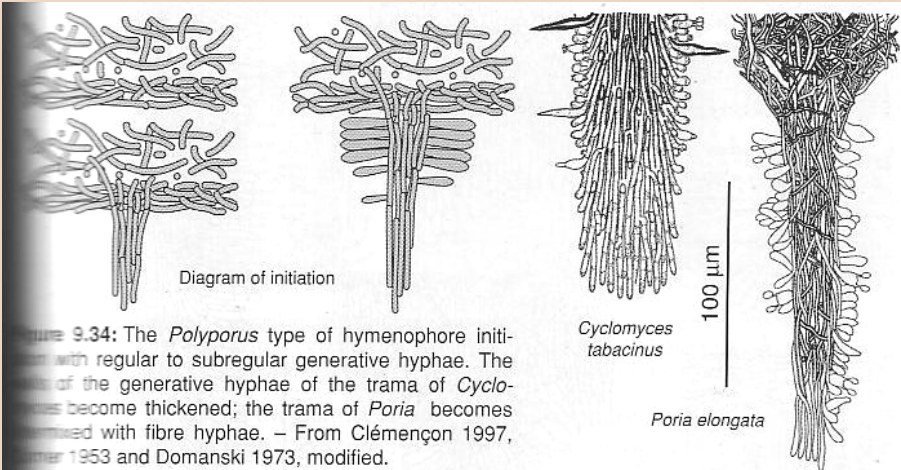 Diagram of initiation
Figure 9.34: The Polyporus type of hymenophore initi-
with regular to subregular generative hyphae. The
of the generative hyphae of the trama of Cyclo-
become thickened; the trama of Poria becomes
with fibre hyphae. – From Clémençon 1997,
1953 and Domanski 1973, modified.
Cyclomyces
tabacinus
100 µm
Poria elongata